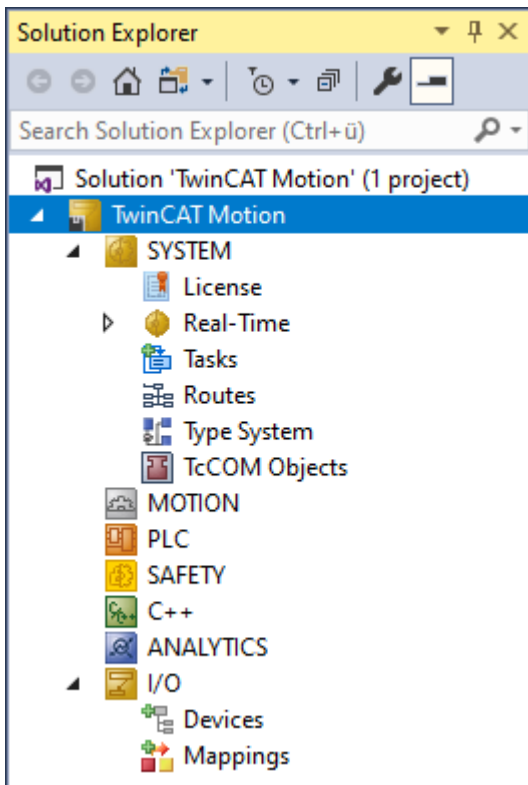 Solution Explorer
Search Solution Explorer (Ctrl+ü)
Solution 'TwinCAT Motion' (1 project)
TwinCAT Motion
SYSTEM
License
Real-Time
Tasks
Routes
Type System
TcCOM Objects
MOTION
PLC
SAFETY
C++
ANALYTICS
I/O
Devices
Mappings